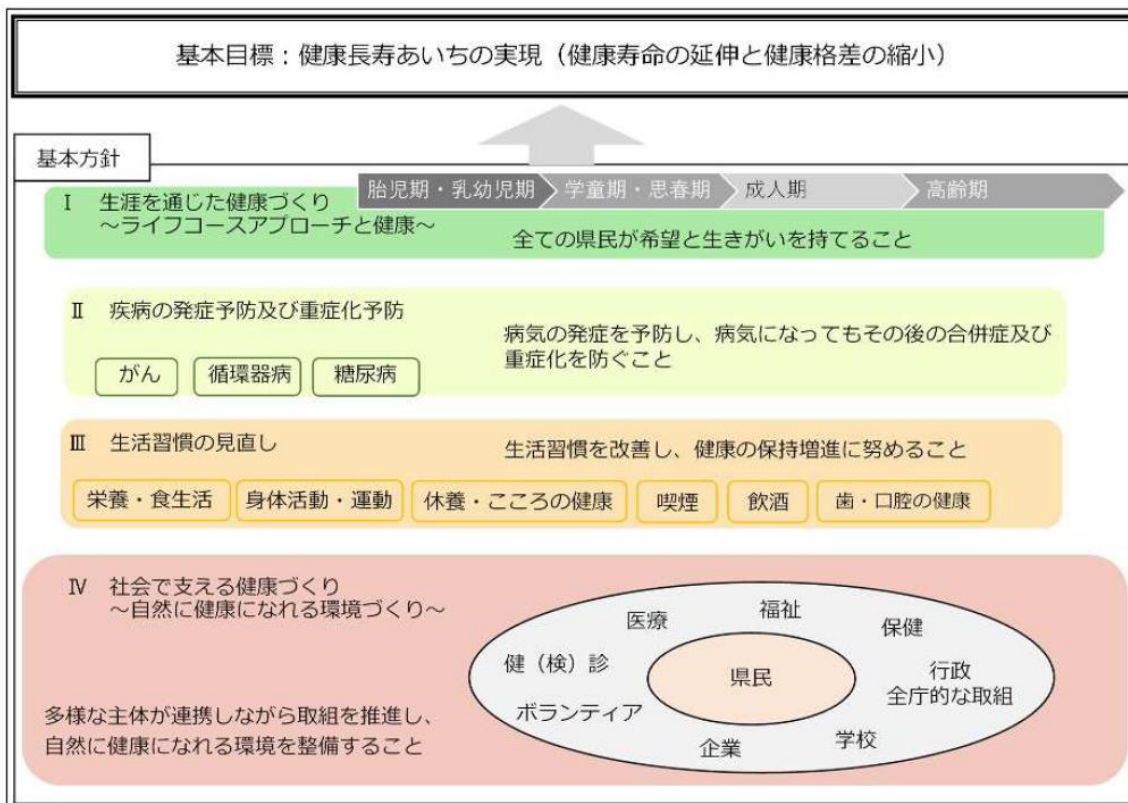 基本目標：健康長寿あいちの実現（健康寿命の延伸と健康格差の縮小）
基本方針
胎児期・乳幼児期
学童期・思春期
成人期
高齢期
Ⅰ 生涯を通じた健康づくり
～ライフコースアプローチと健康～
全ての県民が希望と生きがいを持てること
Ⅱ 疾病の発症予防及び重症化予防
病気の発症を予防し、病気になってもその後の合併症及び
重症化を防ぐこと
がん
循環器病
糖尿病
Ⅲ 生活習慣の見直し
生活習慣を改善し、健康の保持増進に努めること
栄養・食生活
身体活動・運動
休養・こころの健康
喫煙
飲酒
歯・口腔の健康
Ⅳ 社会で支える健康づくり
～自然に健康になれる環境づくり～
多様な主体が連携しながら取組を推進し、
自然に健康になれる環境を整備すること
医療
福祉
保健
健（検）診
県民
行政
全庁的な取組
ボランティア
企業
学校